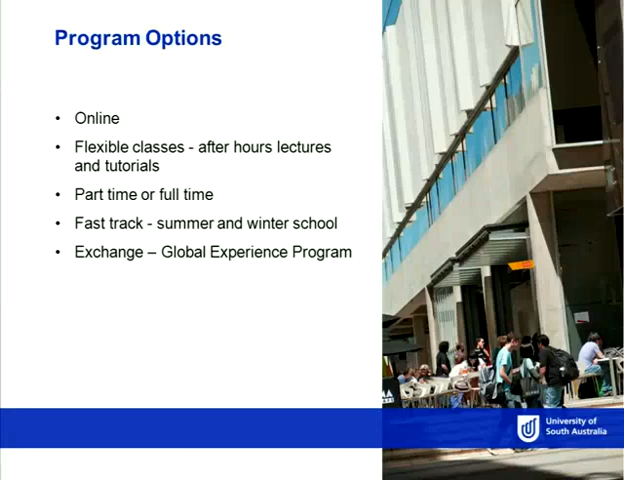 Program Options
• Online
• Flexible classes - after hours lectures
and tutorials
• Part time or full time
• Fast track - summer and winter school
• Exchange – Global Experience Program
University of
South Australia